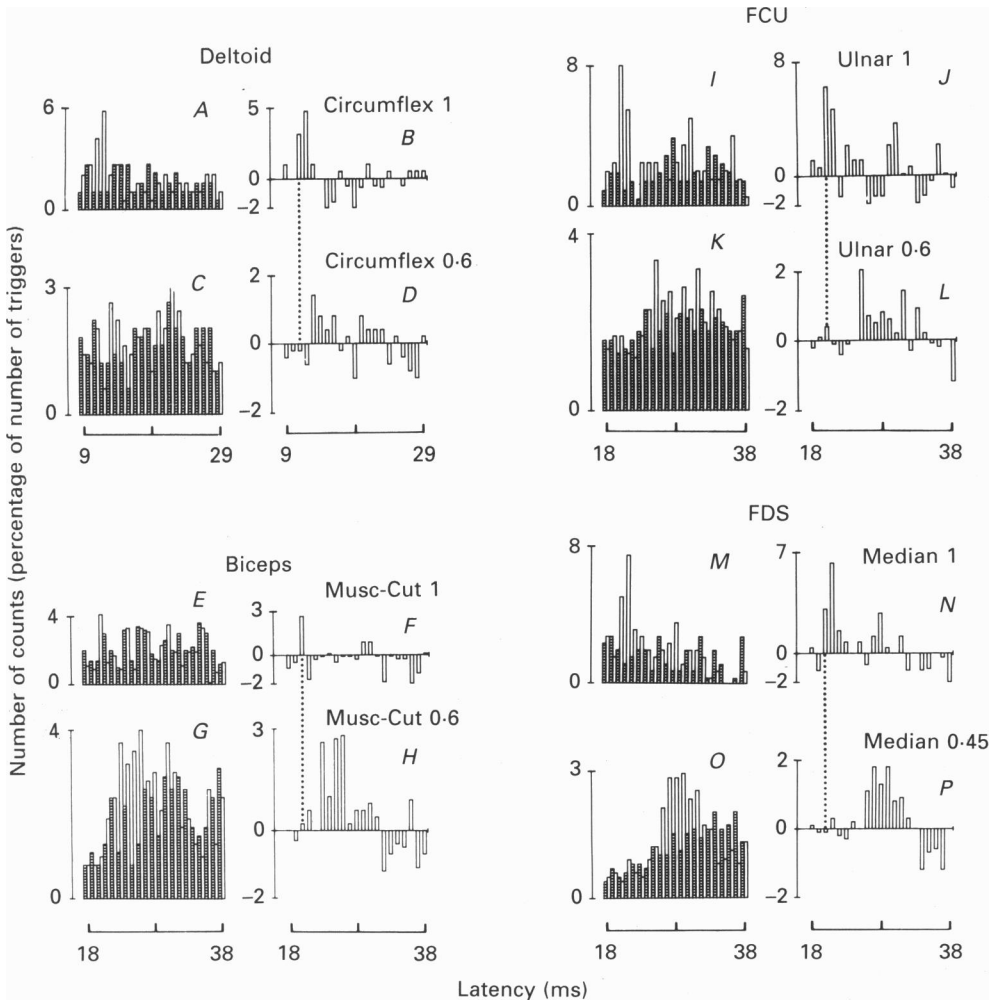 Number of counts (percentage of number of triggers)
Deltoid
6
0
A
5
0
−2
Circumflex 1
B
3
0
C
2
0
−2
Circumflex 0·6
D
9
29
9
29
Biceps
4
0
E
3
0
−2
Musc-Cut 1
F
4
0
G
3
0
−2
Musc-Cut 0·6
H
18
38
18
38
FCU
8
0
I
8
0
−2
Ulnar 1
J
4
0
K
2
0
−2
Ulnar 0·6
L
18
38
18
38
FDS
8
0
M
7
0
−2
Median 1
N
3
0
O
2
0
−2
Median 0·45
P
18
38
18
38
Latency (ms)